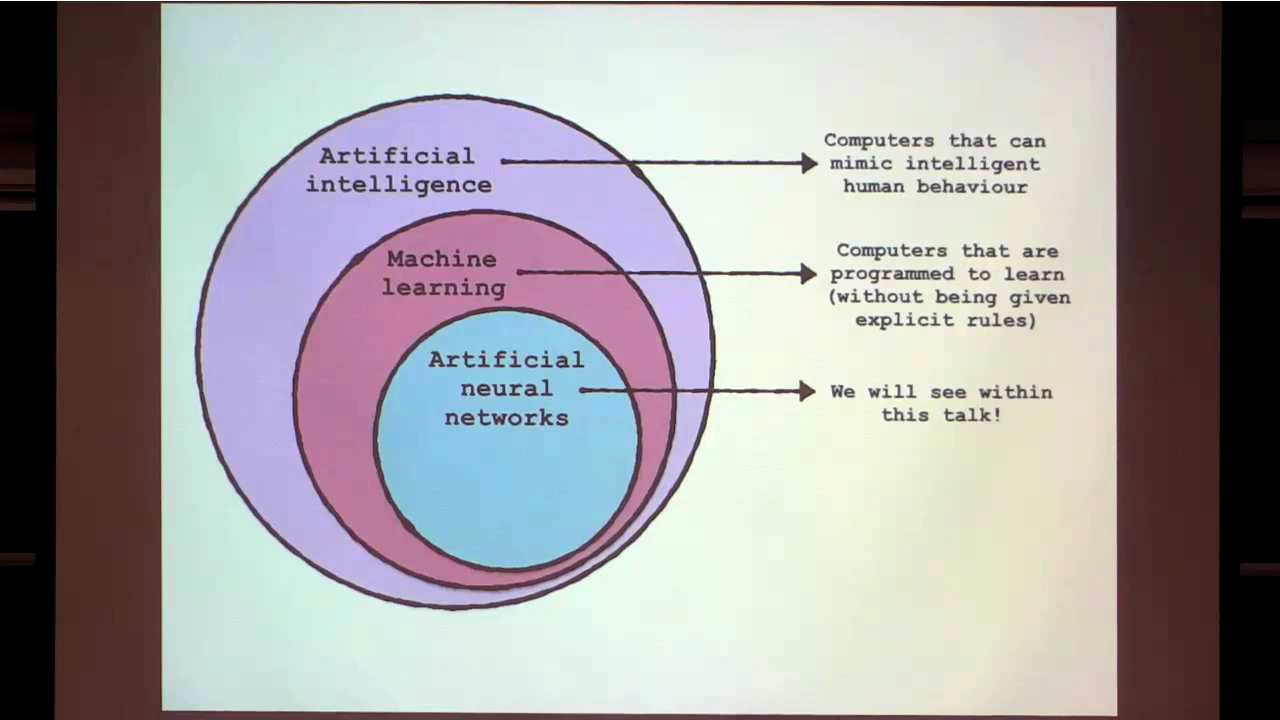 Artificial
intelligence
Computers that can
mimic intelligent
human behaviour
Machine
learning
Computers that are
programmed to learn
(without being given
explicit rules)
Artificial
neural
networks
We will see within
this talk!